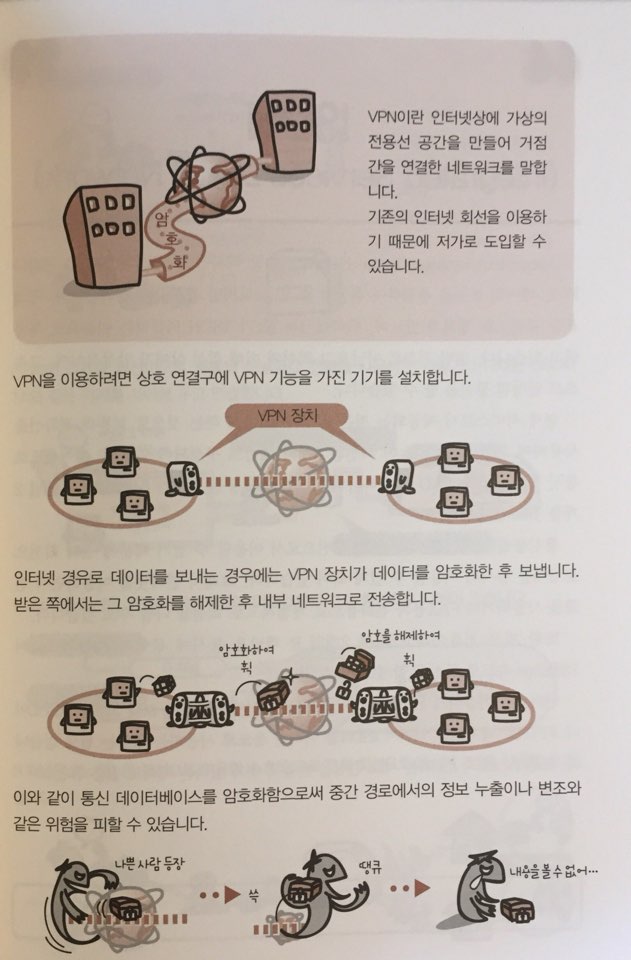 VPN이란 인터넷상에 가상의
전용선 공간을 만들어 거점
간을 연결한 네트워크를 말합
니다.
기존의 인터넷 회선을 이용하
기 때문에 저가로 도입할 수
있습니다.
암
호
화
VPN을 이용하려면 상호 연결구에 VPN 기능을 가진 기기를 설치합니다.
VPN 장치
인터넷 경유로 데이터를 보내는 경우에는 VPN 장치가 데이터를 암호화한 후 보냅니다.
받은 쪽에서는 그 암호화를 해제한 후 내부 네트워크로 전송합니다.
암호화하여
휙
암호를 해제하여
휙
이와 같이 통신 데이터베이스를 암호화함으로써 중간 경로에서의 정보 누출이나 변조와
같은 위험을 피할 수 있습니다.
나쁜 사람 등장
쓱
땡큐
내용을 볼 수 없어…